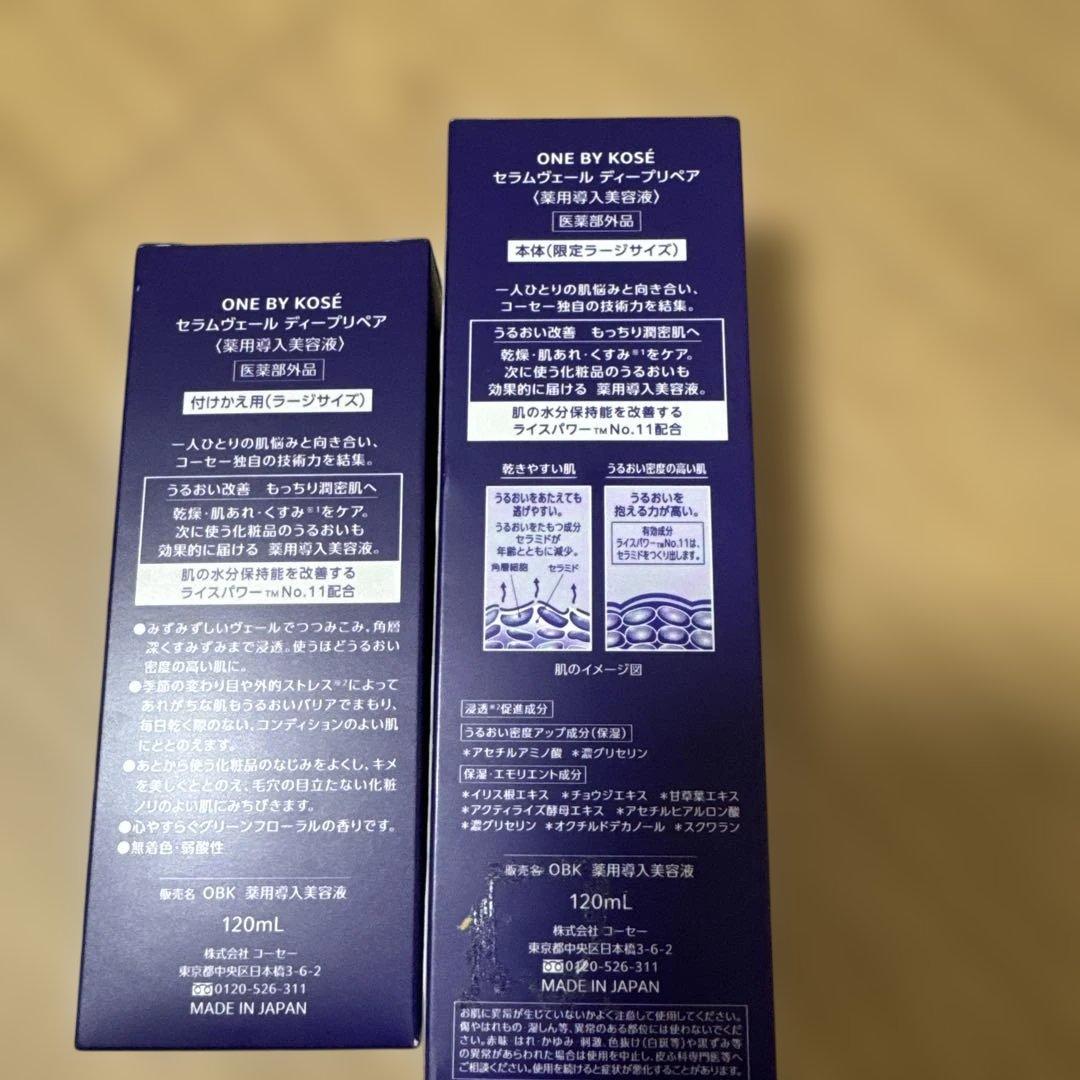 ONE BY KOSÉ
セラムヴェール ディープリペア
〈薬用導入美容液〉
医薬部外品
付けかえ用(ラージサイズ)
一人ひとりの肌悩みと向き合い、
コーセー独自の技術力を結集。
うるおい改善 もっちり潤密肌へ
乾燥・肌あれ・くすみ※1をケア。
次に使う化粧品のうるおいも
効果的に届ける 薬用導入美容液。
肌の水分保持能を改善する
ライスパワー™No.11配合
●みずみずしいヴェールでつつみこみ、角層
深くすみずみまで浸透。使うほどうるおい
密度の高い肌に。
●季節の変わり目や外的ストレス※2によって
あれがちな肌もうるおいバリアでまもり、
毎日乾く隙のない、コンディションのよい肌
にととのえます。
●あとから使う化粧品のなじみをよくし、キメ
を美しくととのえ、毛穴の目立たない化粧
ノリのよい肌にみちびきます。
●心やすらぐグリーンフローラルの香りです。
●無着色・弱酸性
販売名 OBK 薬用導入美容液
120mL
株式会社 コーセー
東京都中央区日本橋3-6-2
0120-526-311
MADE IN JAPAN
ONE BY KOSÉ
セラムヴェール ディープリペア
〈薬用導入美容液〉
医薬部外品
本体(限定ラージサイズ)
一人ひとりの肌悩みと向き合い、
コーセー独自の技術力を結集。
うるおい改善 もっちり潤密肌へ
乾燥・肌あれ・くすみ※1をケア。
次に使う化粧品のうるおいも
効果的に届ける 薬用導入美容液。
肌の水分保持能を改善する
ライスパワー™No.11配合
乾きやすい肌
うるおいをあたえても
逃げやすい。
うるおいをたもつ成分
セラミドが
年齢とともに減少。
角層細胞 セラミド
うるおい密度の高い肌
うるおいを
抱える力が高い。
有効成分
ライスパワー™No.11は、
セラミドをつくり出します。
肌のイメージ図
浸透※2促進成分
うるおい密度アップ成分(保湿)
＊アセチルアミノ酸 ＊濃グリセリン
保湿・エモリエント成分
＊イリス根エキス ＊チョウジエキス ＊甘草葉エキス
＊アクティライズ酵母エキス ＊アセチルヒアルロン酸
＊濃グリセリン ＊オクチルドデカノール ＊スクワラン
販売名 OBK 薬用導入美容液
120mL
株式会社 コーセー
東京都中央区日本橋3-6-2
0120-526-311
MADE IN JAPAN
お肌に異常が生じていないかよく注意して使用してください。
傷やはれもの・湿しん等、異常のある部位には使わないでくだ
さい。赤味・はれ・かゆみ・刺激、色抜け(白斑等)や黒ずみ等
の異常があらわれた場合は使用を中止し、皮ふ科専門医等へ
ご相談ください。使用を続けると症状が悪化することがあります。